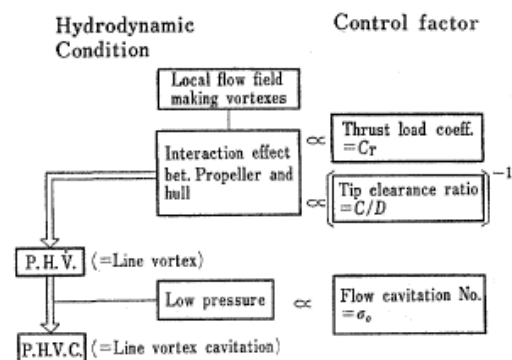 Hydrodynamic
Condition
Control factor
Local flow field
making vortexes
Interaction effect
bet. Propeller and
hull
∝
Thrust load coeff.
=CT
∝
Tip clearance ratio
=C/D
-1
P.H.V. (=Line vortex)
Low pressure
∝
Flow cavitation No.
=σo
P.H.V.C. (=Line vortex cavitation)